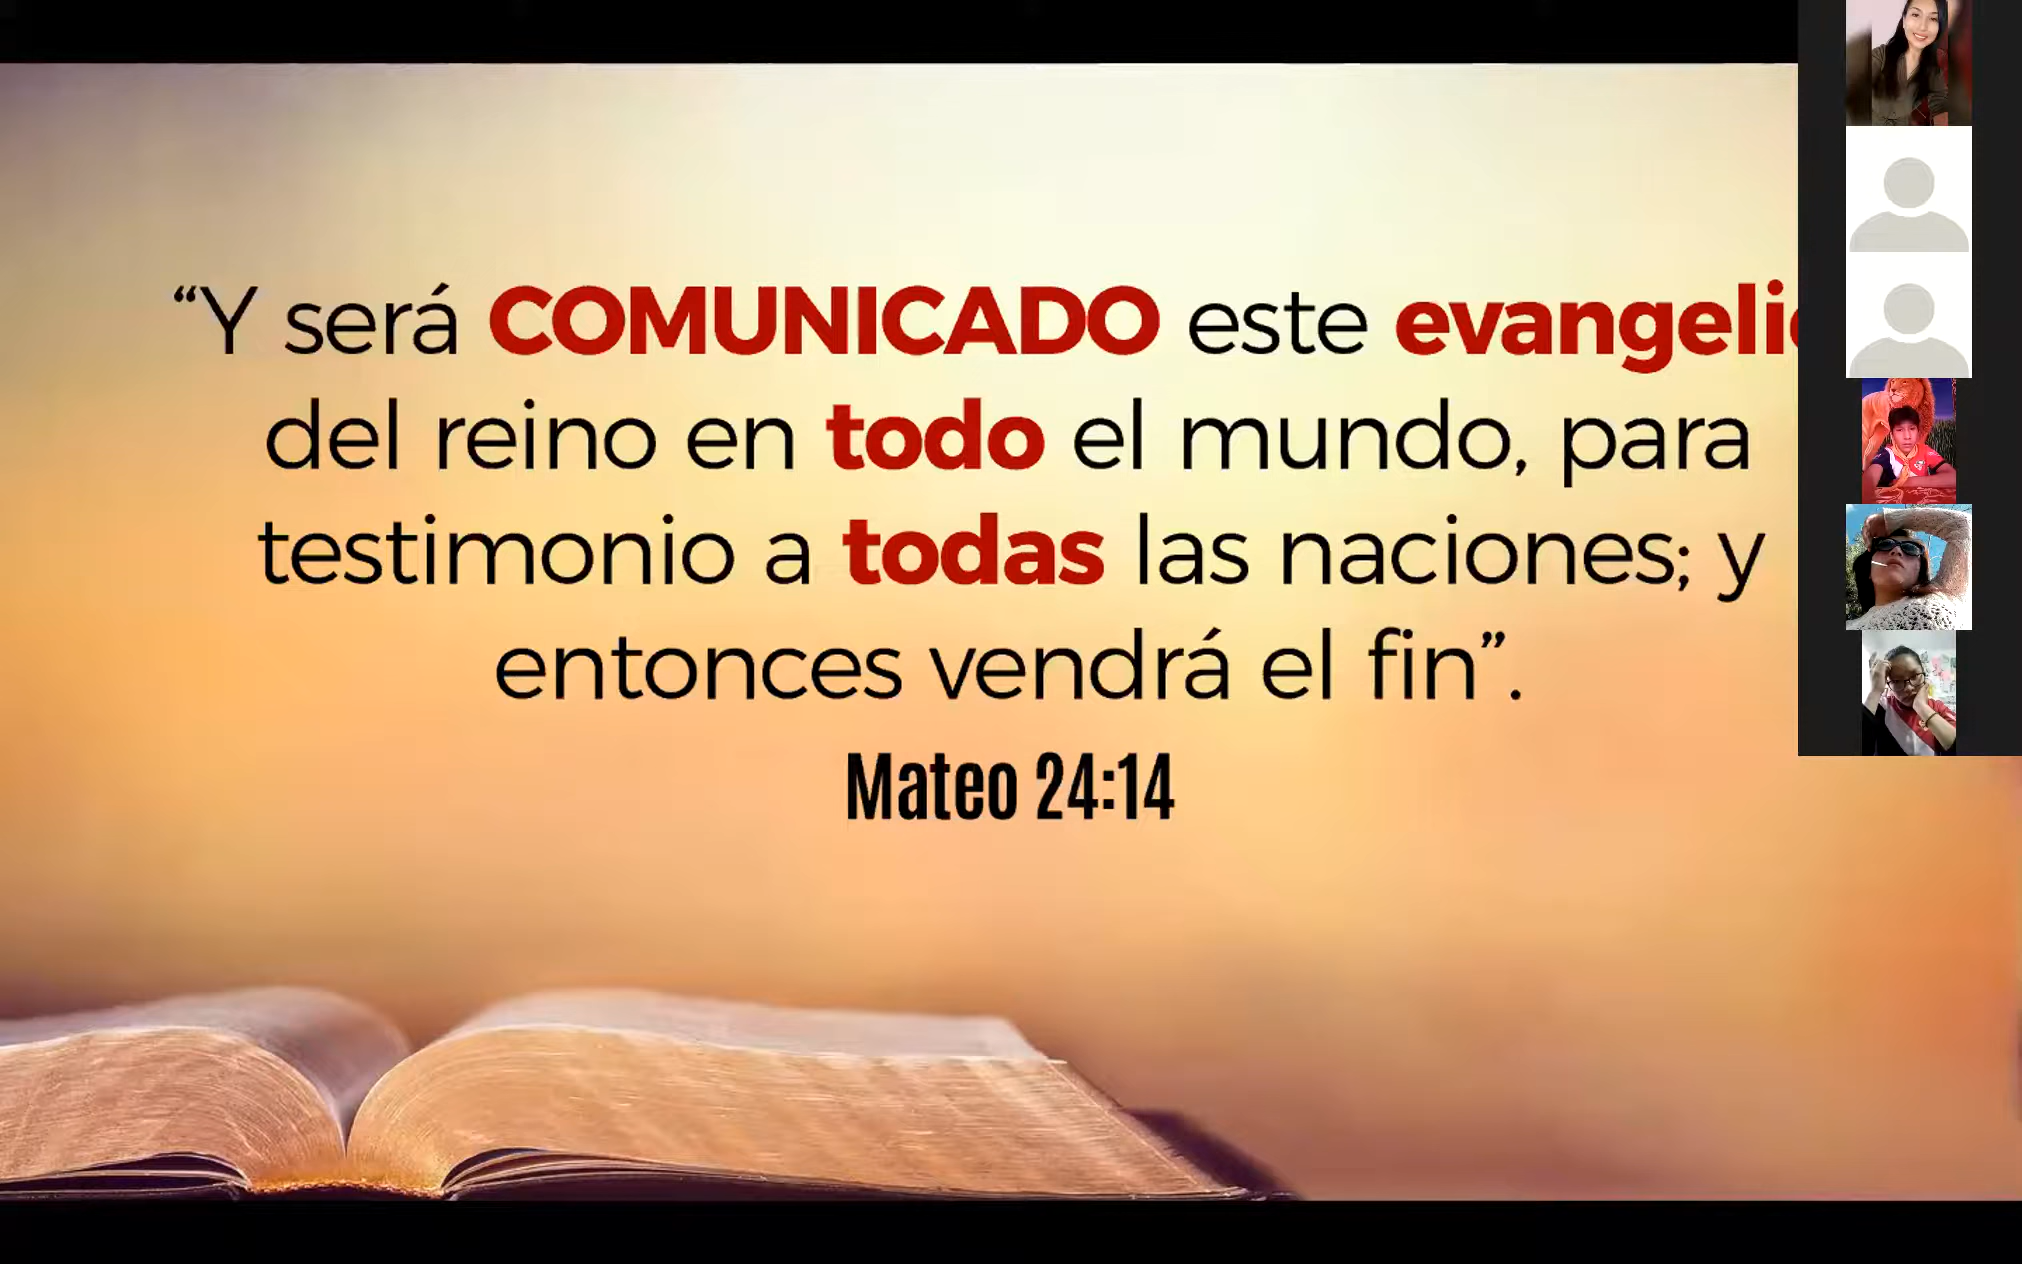 “Y será COMUNICADO este evangelio
del reino en todo el mundo, para
testimonio a todas las naciones; y
entonces vendrá el fin”.
Mateo 24:14